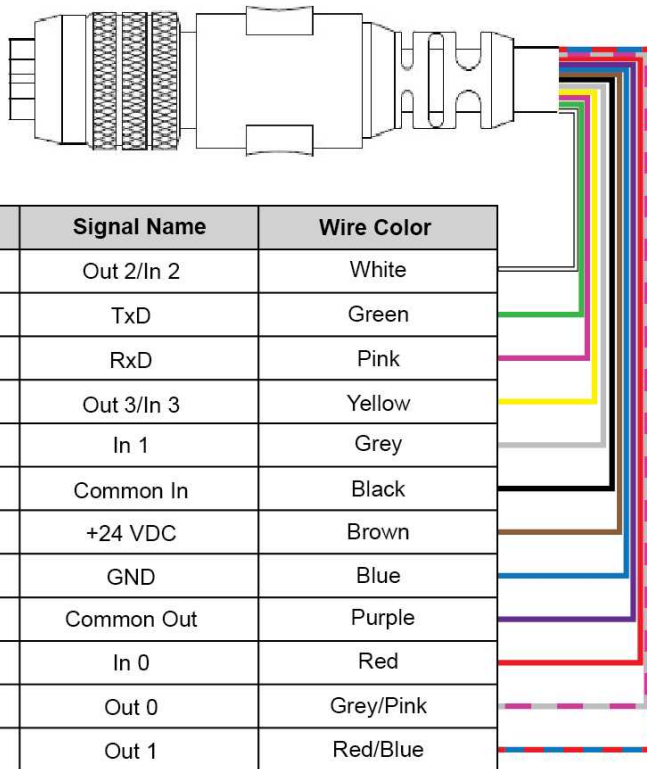 Signal Name Wire Color
Out 2/In 2 White
TxD Green
RxD Pink
Out 3/In 3 Yellow
In 1 Grey
Common In Black
+24 VDC Brown
GND Blue
Common Out Purple
In 0 Red
Out 0 Grey/Pink
Out 1 Red/Blue